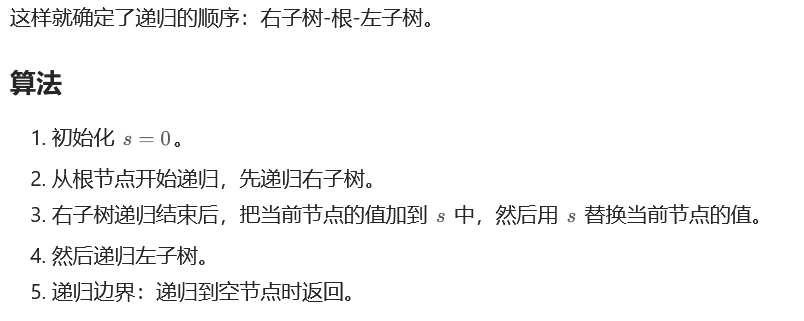 这样就确定了递归的顺序：右子树-根-左子树。
算法
1. 初始化 s = 0。
2. 从根节点开始递归，先递归右子树。
3. 右子树递归结束后，把当前节点的值加到 s 中，然后用 s 替换当前节点的值。
4. 然后递归左子树。
5. 递归边界：递归到空节点时返回。